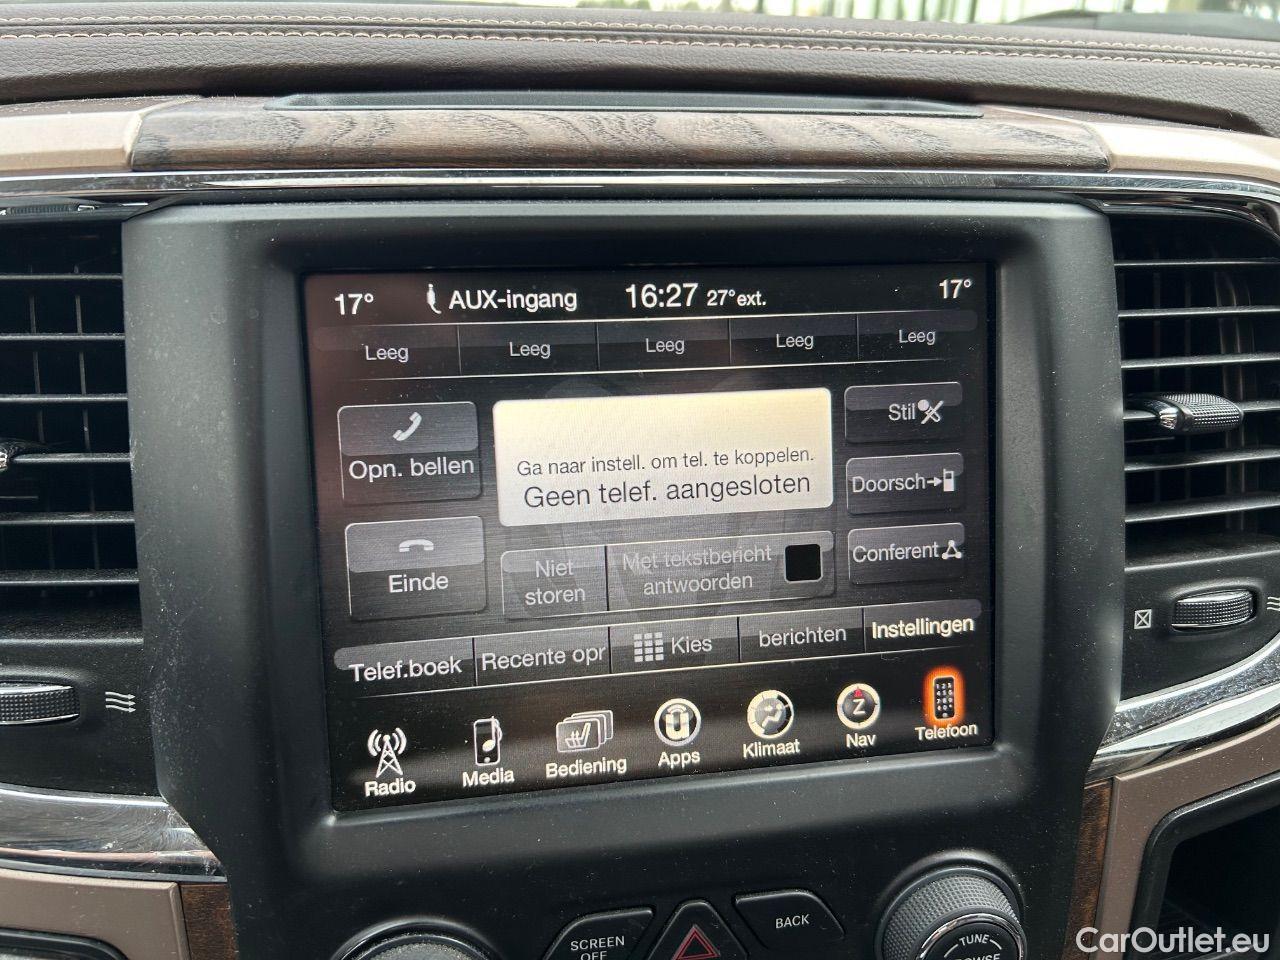 17°
AUX-ingang
16:27 27°ext.
17°
Leeg
Leeg
Leeg
Leeg
Leeg
Opn. bellen
Ga naar instell. om tel. te koppelen.
Geen telef. aangesloten
Stil
Doorsch
Conferent
Einde
Niet
storen
Met tekstbericht
antwoorden
Telef.boek
Recente opr
Kies
berichten
Instellingen
Radio
Media
Bediening
Apps
Klimaat
Z
Nav
Telefoon
SCREEN
OFF
BACK
TUNE
BROWSE
CarOutlet.eu